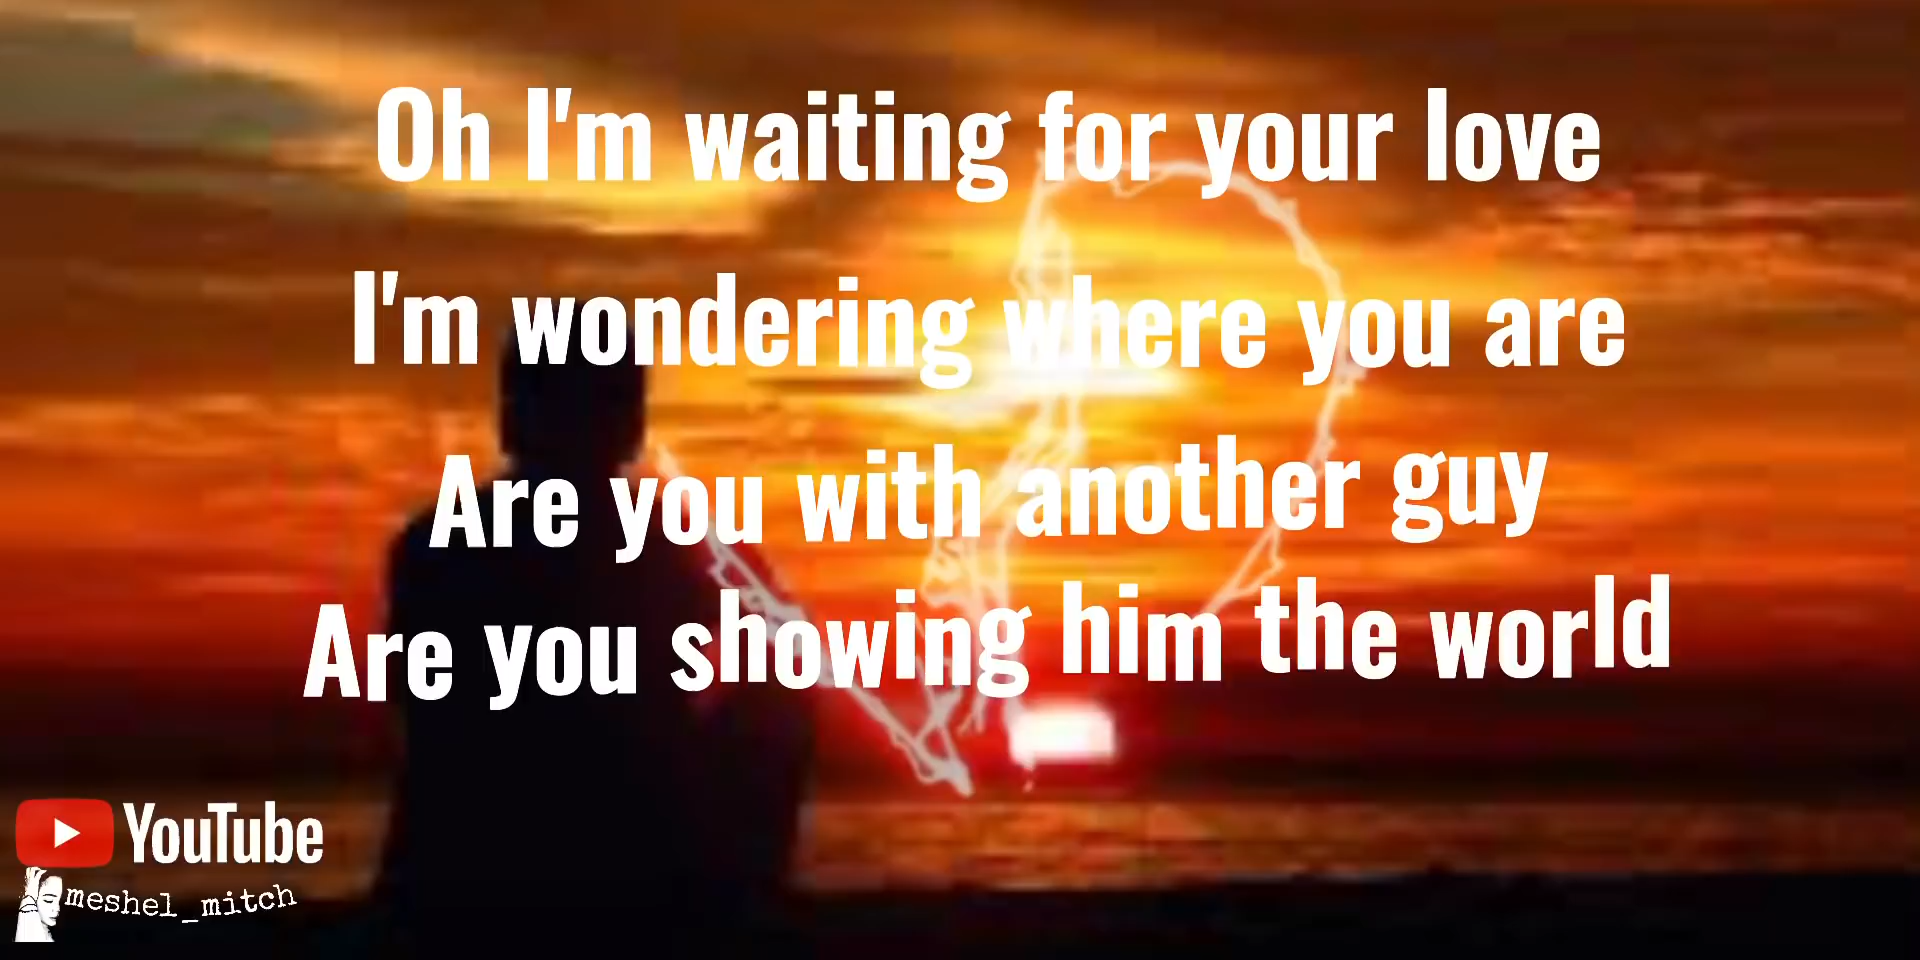 Oh I'm waiting for your love
I'm wondering where you are
Are you with another guy
Are you showing him the world
YouTube
meshel_mitch